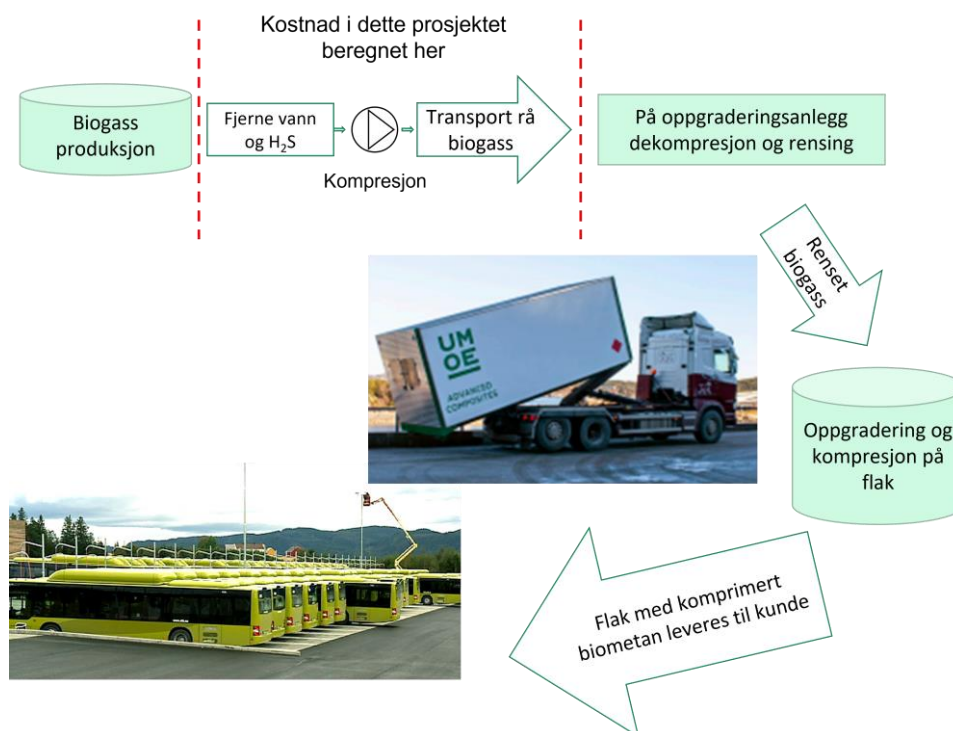 Kostnad i dette prosjektet
beregnet her
Biogass
produksjon
Fjerne vann
og H₂S
Kompresjon
Transport rå
biogass
På oppgraderingsanlegg
dekompresjon og rensing
Renset
biogass
UM
OE
ADVANCED
COMPOSITES
Oppgradering og
kompresjon på
flak
Flak med komprimert
biometan leveres til kunde